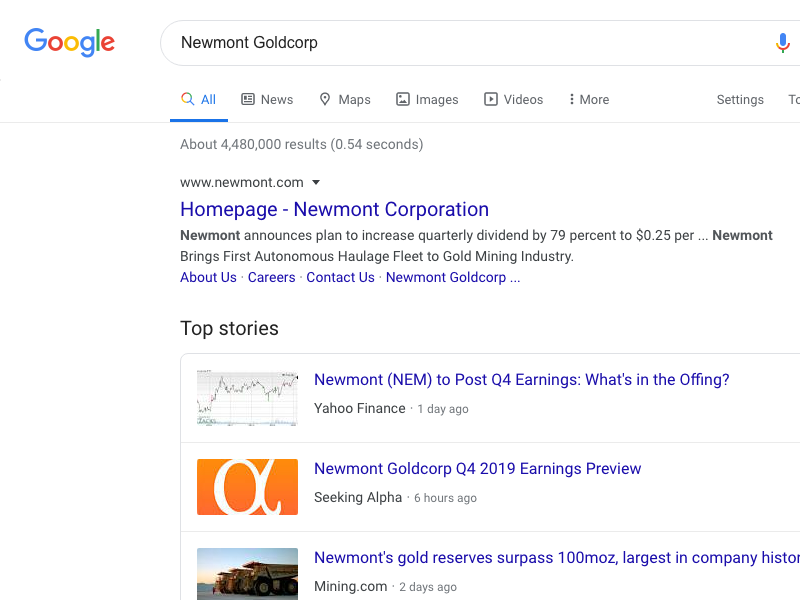 Google
Newmont Goldcorp
All News Maps Images Videos More Settings
About 4,480,000 results (0.54 seconds)
www.newmont.com
Homepage - Newmont Corporation
Newmont announces plan to increase quarterly dividend by 79 percent to $0.25 per ... Newmont
Brings First Autonomous Haulage Fleet to Gold Mining Industry.
About Us · Careers · Contact Us · Newmont Goldcorp ...
Top stories
Newmont (NEM) to Post Q4 Earnings: What's in the Offing?
Yahoo Finance · 1 day ago
Newmont Goldcorp Q4 2019 Earnings Preview
Seeking Alpha · 6 hours ago
Newmont's gold reserves surpass 100moz, largest in company
Mining.com · 2 days ago